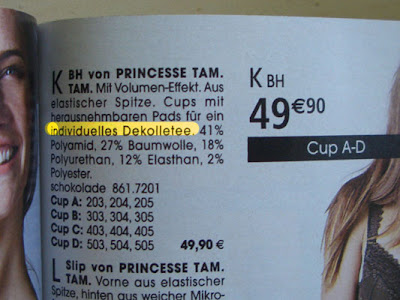 K BH von PRINCESSE TAM.
TAM. Mit Volumen-Effekt. Aus
elastischer Spitze. Cups mit
herausnehmbaren Pads für ein
individuelles Dekolletee. 41%
Polyamid, 27% Baumwolle, 18%
Polyurethan, 12% Elasthan, 2%
Polyester.
schokolade 861.7201
Cup A: 203, 204, 205
Cup B: 303, 304, 305
Cup C: 403, 404, 405
Cup D: 503, 504, 505 49,90 €
L Slip von PRINCESSE TAM.
TAM. Vorne aus elastischer
Spitze, hinten aus weicher Mikro-
K BH
49€90
Cup A-D